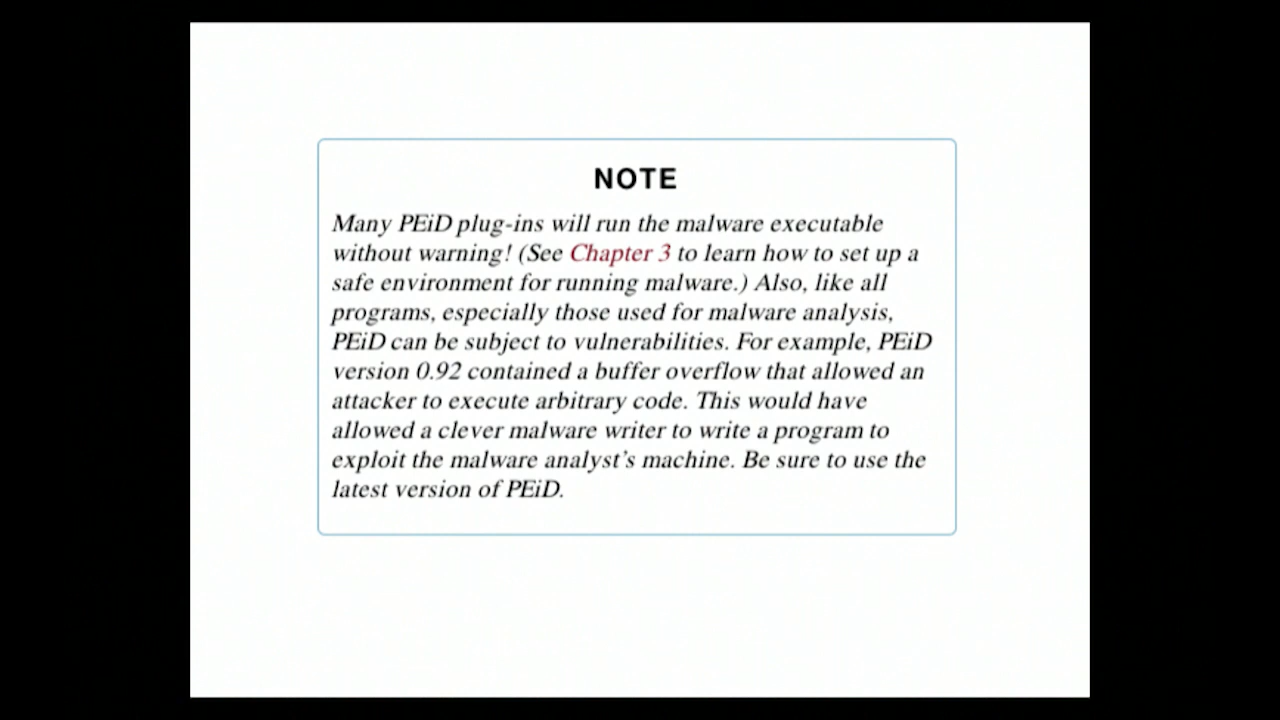 NOTE
Many PEiD plug-ins will run the malware executable
without warning! (See Chapter 3 to learn how to set up a
safe environment for running malware.) Also, like all
programs, especially those used for malware analysis,
PEiD can be subject to vulnerabilities. For example, PEiD
version 0.92 contained a buffer overflow that allowed an
attacker to execute arbitrary code. This would have
allowed a clever malware writer to write a program to
exploit the malware analyst's machine. Be sure to use the
latest version of PEiD.